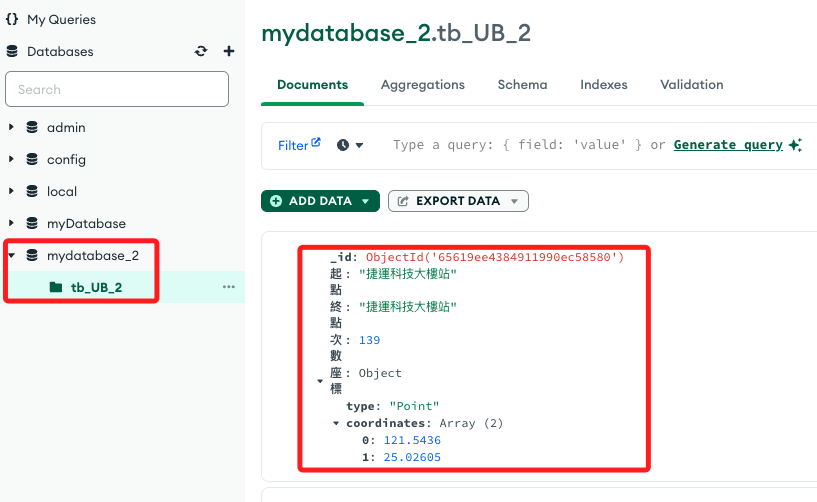 My Queries
Databases
Search
admin
config
local
myDatabase
mydatabase_2
tb_UB_2
mydatabase_2.tb_UB_2
Documents Aggregations Schema Indexes Validation
Filter Type a query: { field: 'value' } or Generate query
ADD DATA EXPORT DATA
_id: ObjectId('65619ee4384911990ec58580')
起點: "捷運科技大樓站"
終點: "捷運科技大樓站"
次數: 139
座標: Object
type: "Point"
coordinates: Array (2)
0: 121.5436
1: 25.02605